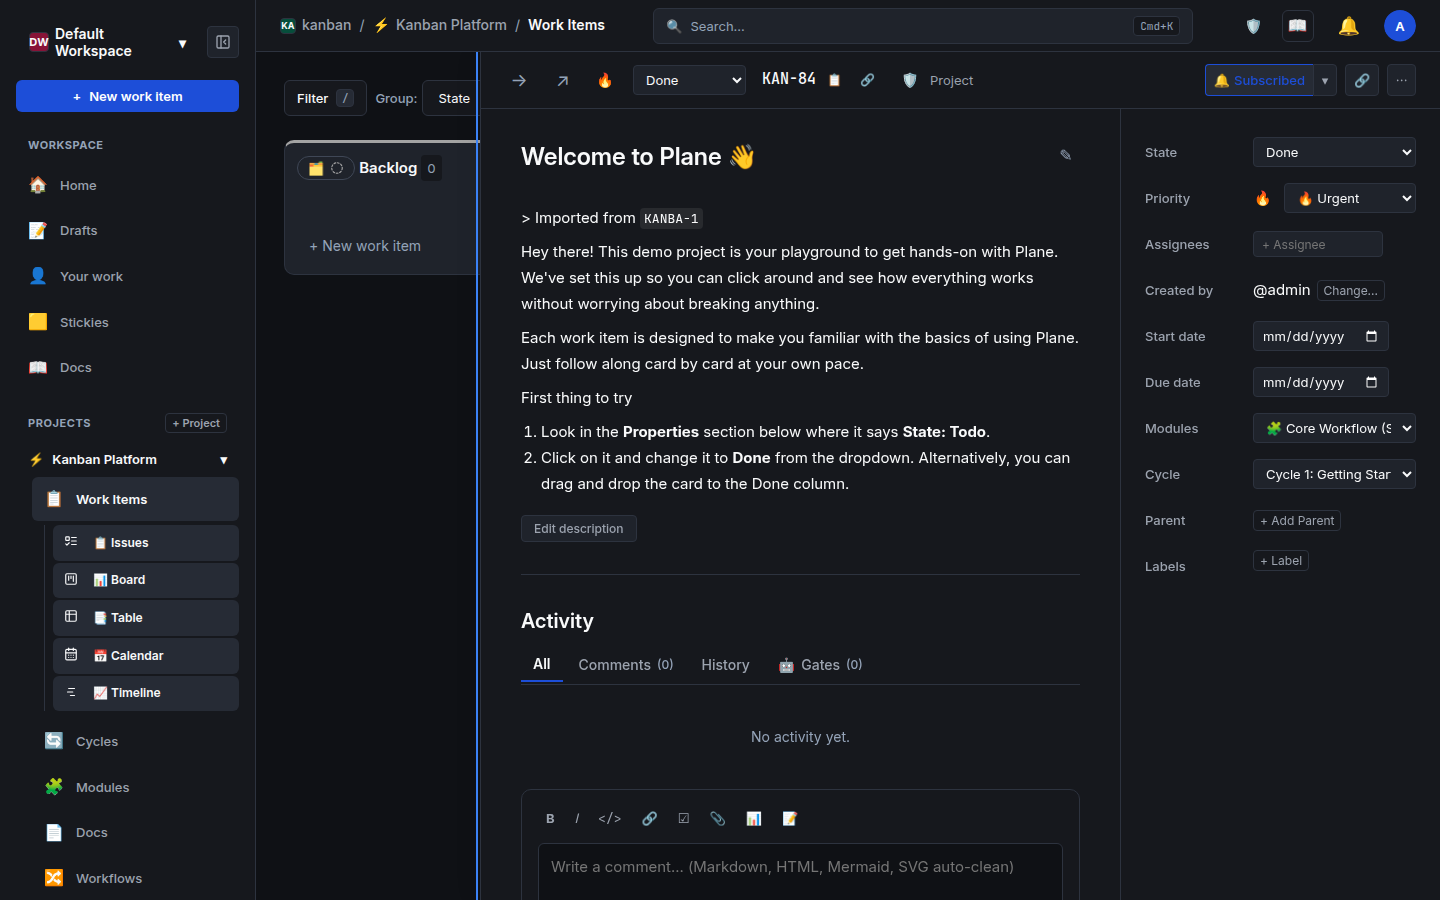 DW Default Workspace ▾
+ New work item
WORKSPACE
🏠 Home
📝 Drafts
👤 Your work
🟨 Stickies
📖 Docs
PROJECTS + Project
⚡ Kanban Platform ▾
📋 Work Items
📋 Issues
📊 Board
📑 Table
📅 Calendar
📈 Timeline
🔄 Cycles
🧩 Modules
📄 Docs
🔀 Workflows
KA kanban / ⚡ Kanban Platform / Work Items
🔍 Search... Cmd+K
🛡️ 📖 🔔 A
Filter / Group: State
🗂️ Backlog 0
+ New work item
→ ↗ 🔥 Done KAN-84 📋 🔗 🛡️ Project
🔔 Subscribed ▾ 🔗 ...
Welcome to Plane 👋 ✎
> Imported from KANBA-1
Hey there! This demo project is your playground to get hands-on with Plane.
We've set this up so you can click around and see how everything works
without worrying about breaking anything.
Each work item is designed to make you familiar with the basics of using Plane.
Just follow along card by card at your own pace.
First thing to try
1. Look in the Properties section below where it says State: Todo.
2. Click on it and change it to Done from the dropdown. Alternatively, you can
drag and drop the card to the Done column.
Edit description
Activity
All Comments (0) History 🤖 Gates (0)
No activity yet.
B I </> 🔗 ☑ 📎 📊 📝
Write a comment... (Markdown, HTML, Mermaid, SVG auto-clean)
State Done
Priority 🔥 🔥 Urgent
Assignees + Assignee
Created by @admin Change...
Start date mm/dd/yyyy
Due date mm/dd/yyyy
Modules 🧩 Core Workflow (S
Cycle Cycle 1: Getting Star
Parent + Add Parent
Labels + Label